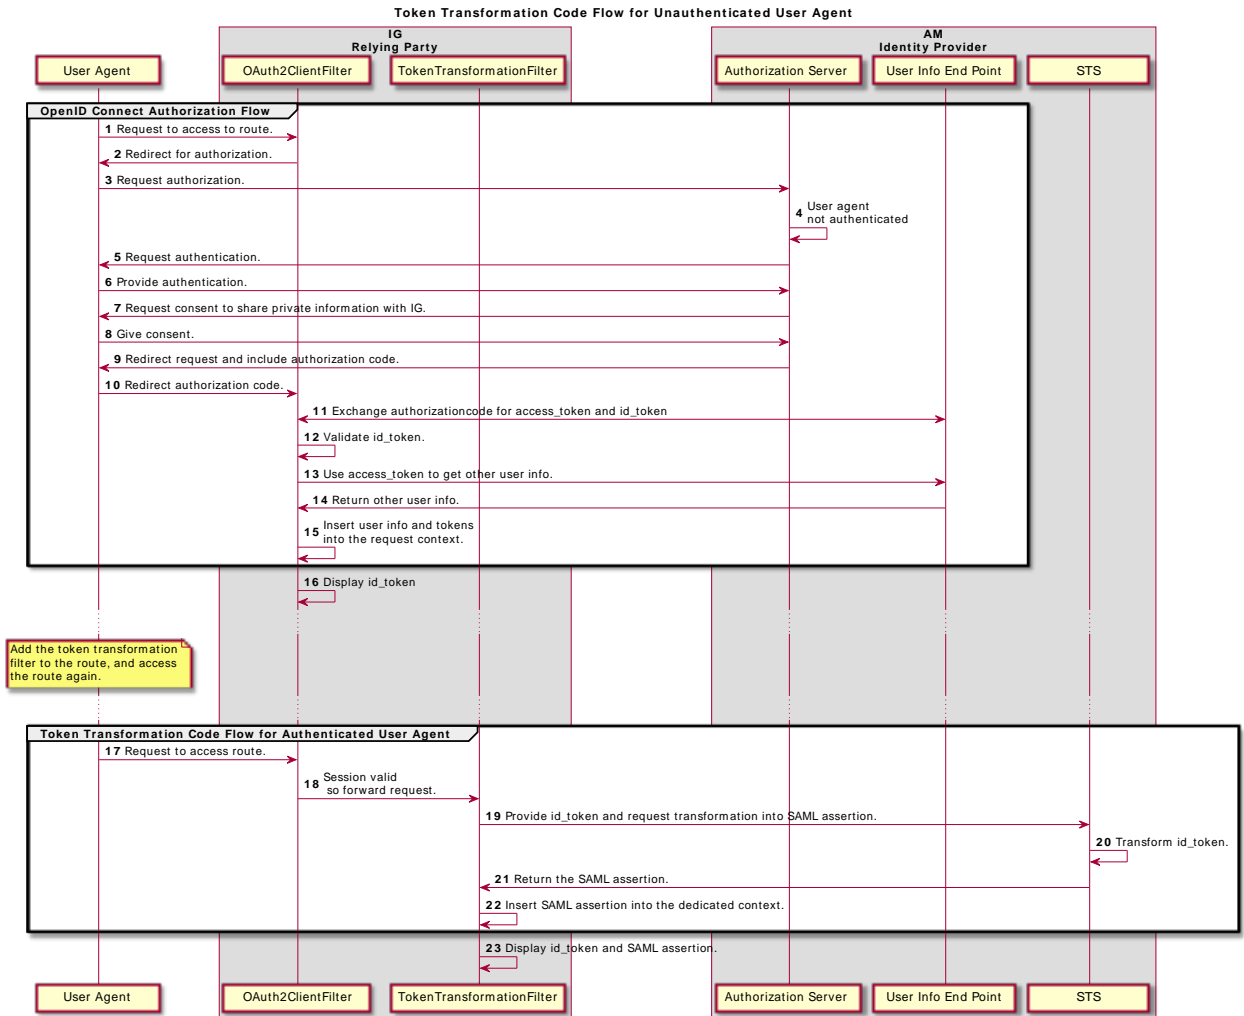 Token Transformation Code Flow for Unauthenticated User Agent
IG
Relying Party
AM
Identity Provider
User Agent
OAuth2ClientFilter
TokenTransformationFilter
Authorization Server
User Info End Point
STS
OpenID Connect Authorization Flow
1 Request to access to route.
2 Redirect for authorization.
3 Request authorization.
4 User agent
not authenticated
5 Request authentication.
6 Provide authentication.
7 Request consent to share private information with IG.
8 Give consent.
9 Redirect request and include authorization code.
10 Redirect authorization code.
11 Exchange authorizationcode for access_token and id_token
12 Validate id_token.
13 Use access_token to get other user info.
14 Return other user info.
15 Insert user info and tokens
into the request context.
16 Display id_token
Add the token transformation
filter to the route, and access
the route again.
Token Transformation Code Flow for Authenticated User Agent
17 Request to access route.
18 Session valid
so forward request.
19 Provide id_token and request transformation into SAML assertion.
20 Transform id_token.
21 Return the SAML assertion.
22 Insert SAML assertion into the dedicated context.
23 Display id_token and SAML assertion.
User Agent
OAuth2ClientFilter
TokenTransformationFilter
Authorization Server
User Info End Point
STS